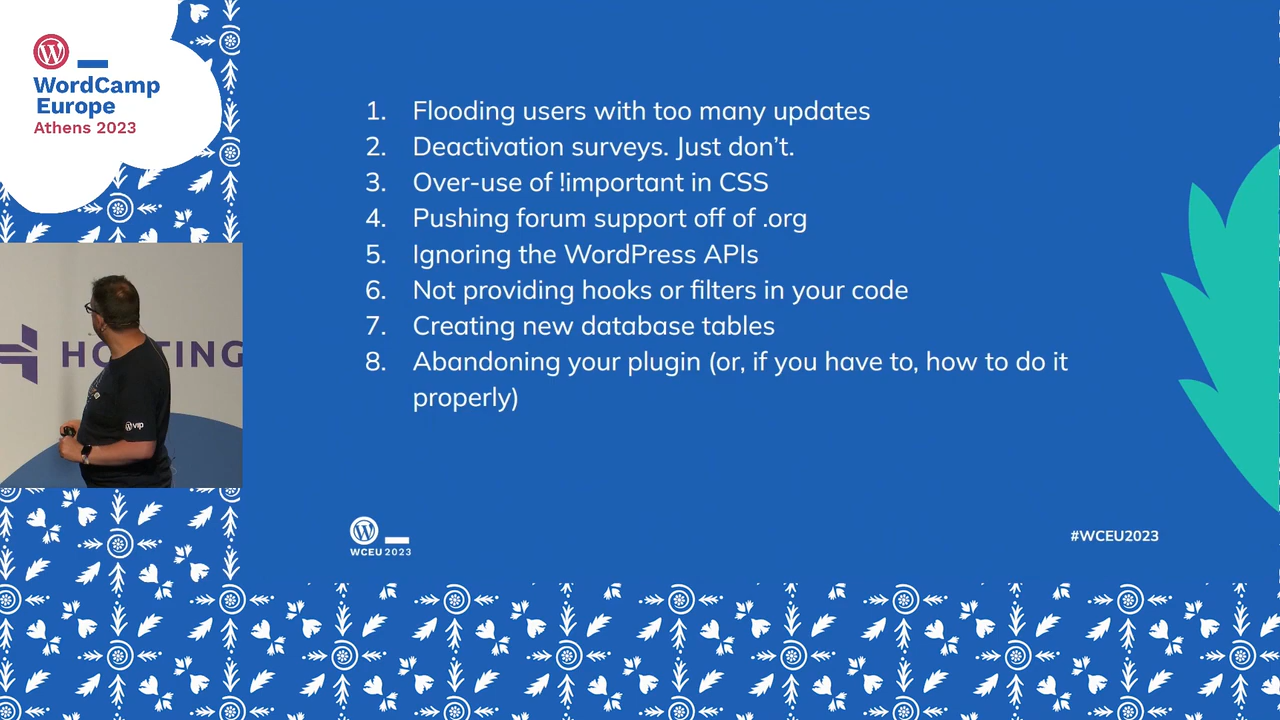 WordCamp
Europe
Athens 2023
1. Flooding users with too many updates
2. Deactivation surveys. Just don’t.
3. Over-use of !important in CSS
4. Pushing forum support off of .org
5. Ignoring the WordPress APIs
6. Not providing hooks or filters in your code
7. Creating new database tables
8. Abandoning your plugin (or, if you have to, how to do it
properly)
HOSTING
vip
WCEU 2023
#WCEU2023